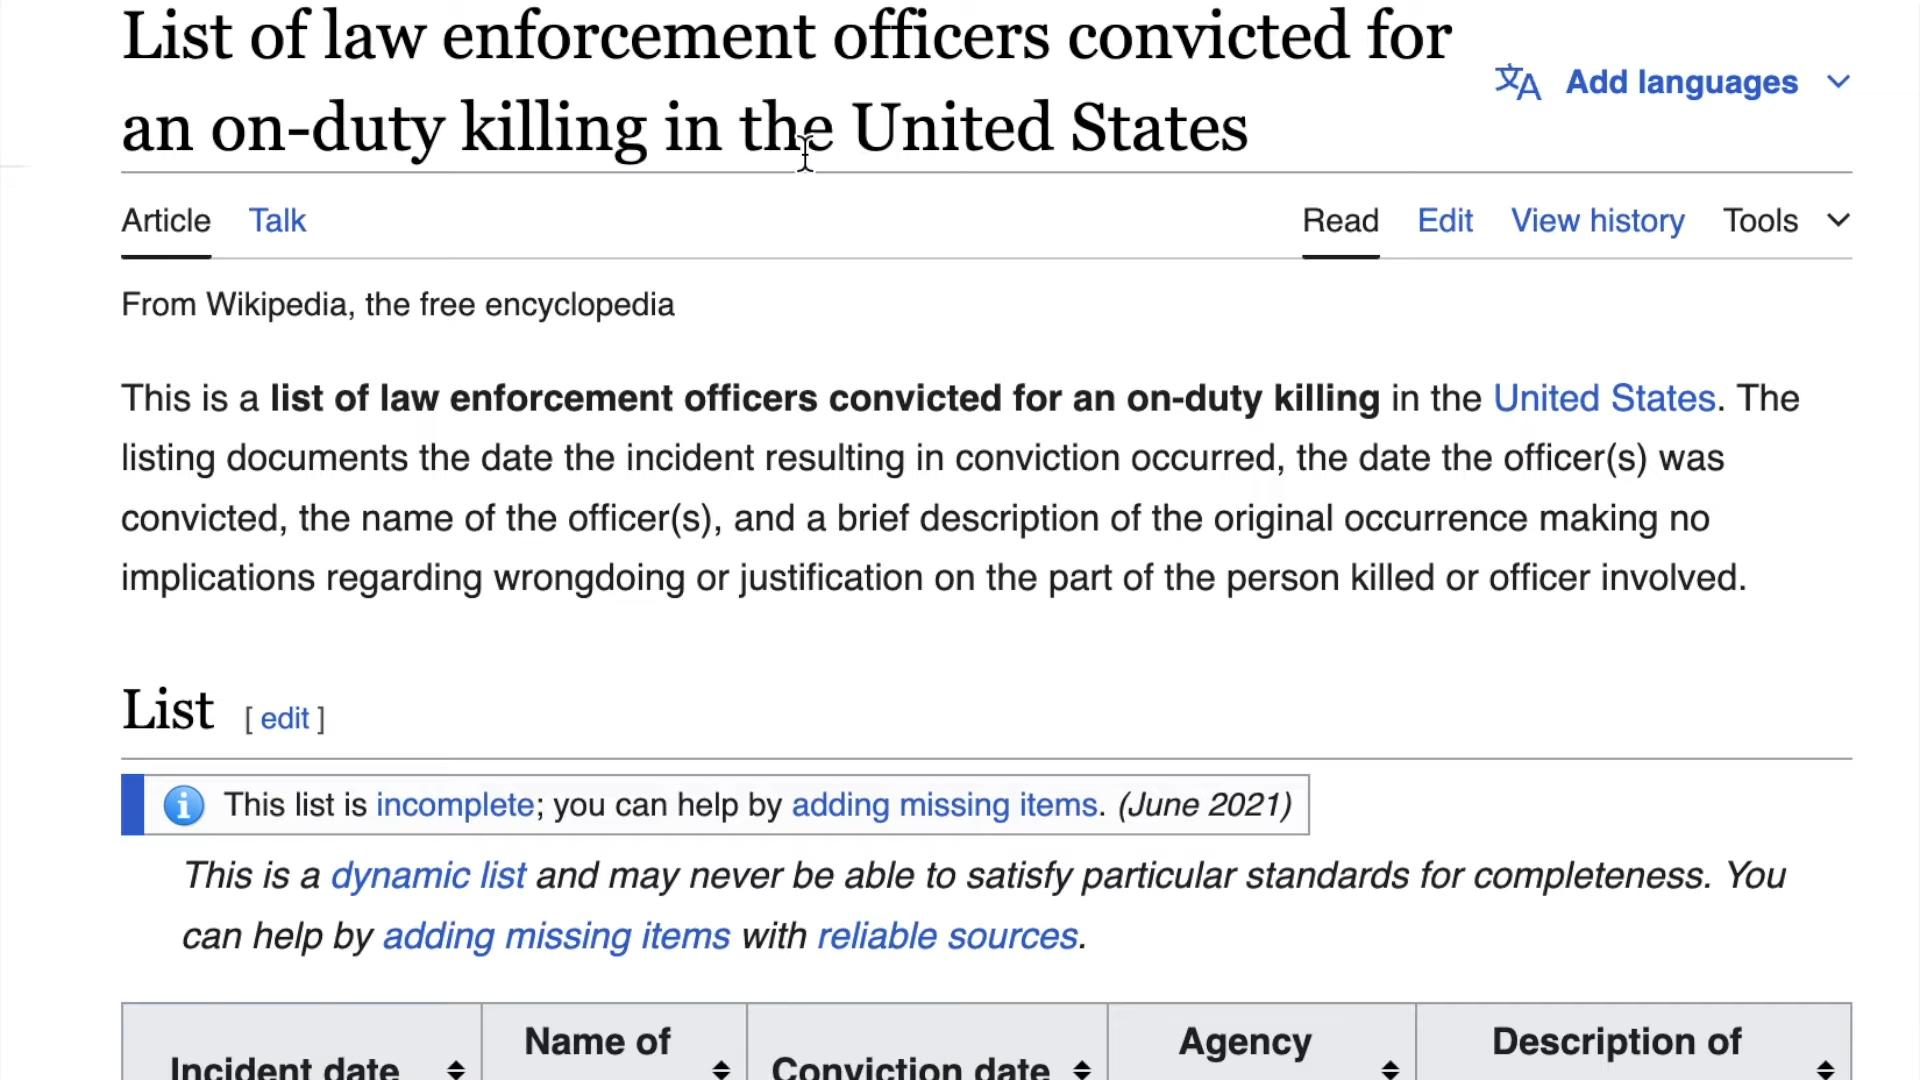 List of law enforcement officers convicted for
an on-duty killing in the United States
Add languages
Article Talk Read Edit View history Tools
From Wikipedia, the free encyclopedia
This is a list of law enforcement officers convicted for an on-duty killing in the United States. The
listing documents the date the incident resulting in conviction occurred, the date the officer(s) was
convicted, the name of the officer(s), and a brief description of the original occurrence making no
implications regarding wrongdoing or justification on the part of the person killed or officer involved.
List [ edit ]
This list is incomplete; you can help by adding missing items. (June 2021)
This is a dynamic list and may never be able to satisfy particular standards for completeness. You
can help by adding missing items with reliable sources.
Name of Agency Description of
Incident date Conviction date